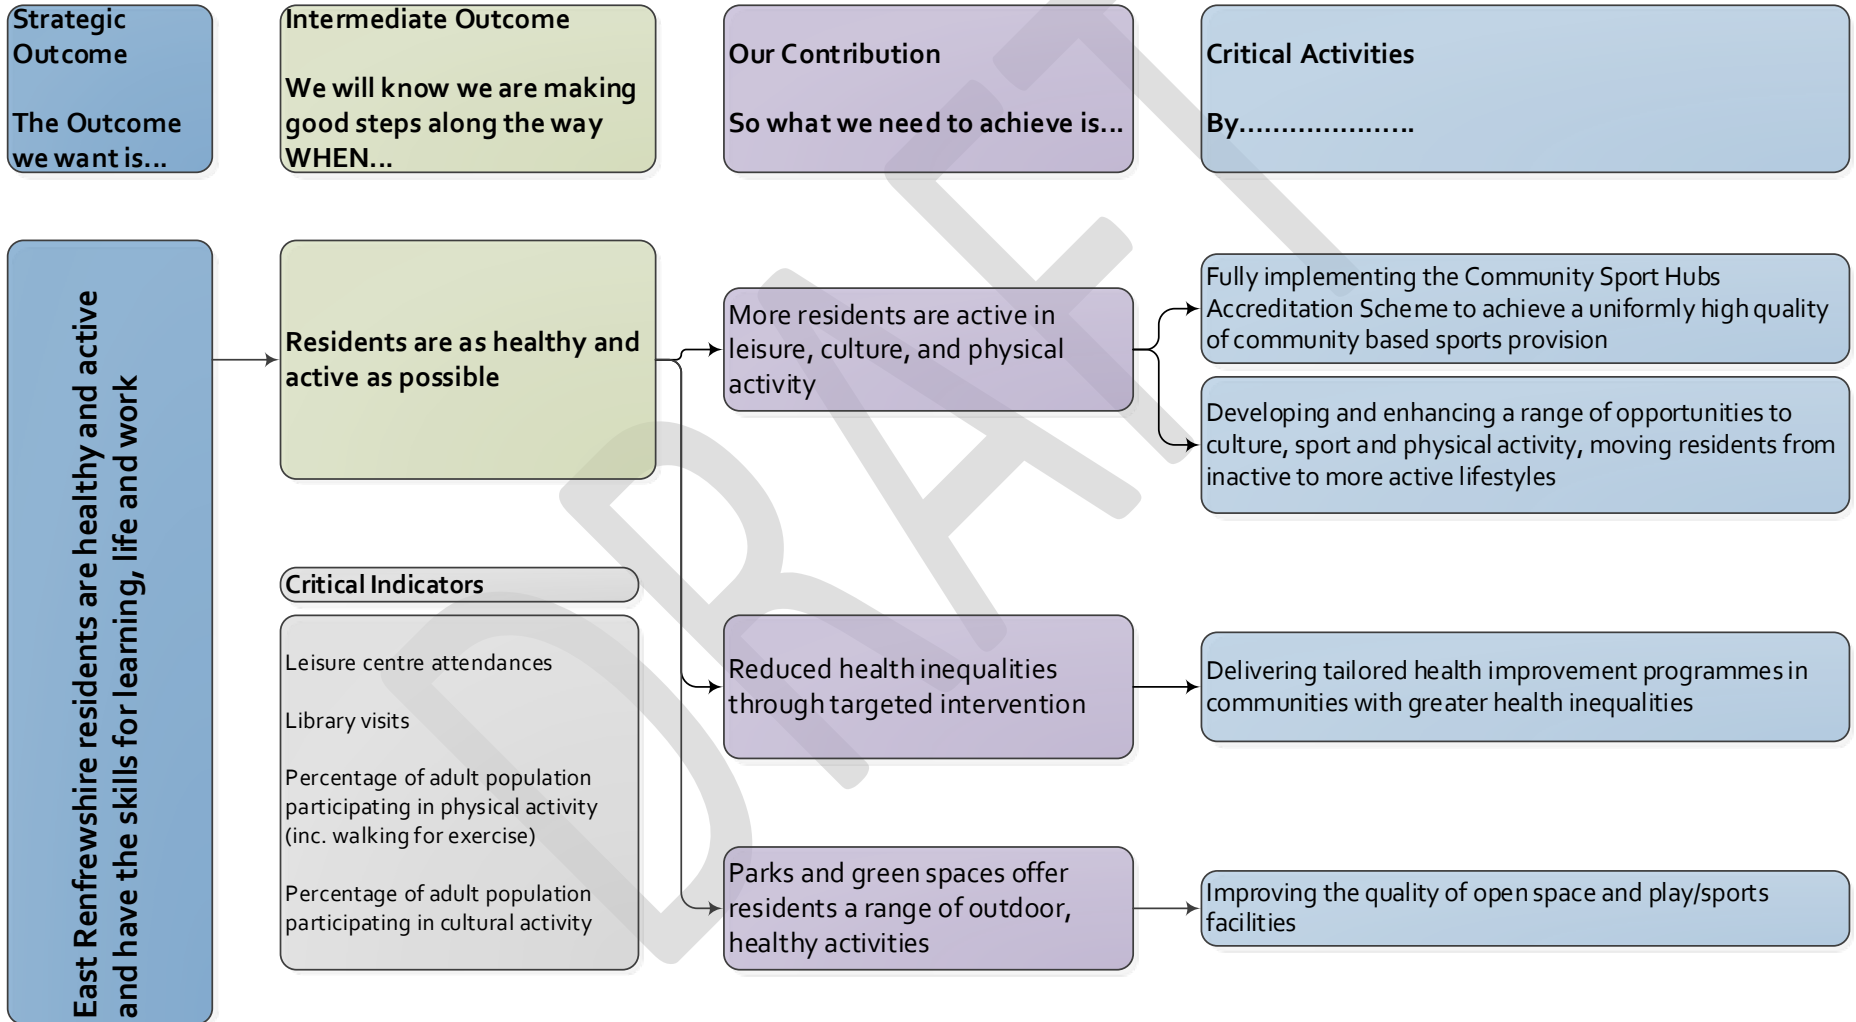 Strategic
Outcome
The Outcome
we want is...
Intermediate Outcome
We will know we are making
good steps along the way
WHEN...
Our Contribution
So what we need to achieve is...
Critical Activities
By.....................
East Renfrewshire residents are healthy and active
and have the skills for learning, life and work
Residents are as healthy and
active as possible
Critical Indicators
Leisure centre attendances
Library visits
Percentage of adult population
participating in physical activity
(inc. walking for exercise)
Percentage of adult population
participating in cultural activity
More residents are active in
leisure, culture, and physical
activity
Reduced health inequalities
through targeted intervention
Parks and green spaces offer
residents a range of outdoor,
healthy activities
Fully implementing the Community Sport Hubs
Accreditation Scheme to achieve a uniformly high quality
of community based sports provision
Developing and enhancing a range of opportunities to
culture, sport and physical activity, moving residents from
inactive to more active lifestyles
Delivering tailored health improvement programmes in
communities with greater health inequalities
Improving the quality of open space and play/sports
facilities
DRAFT